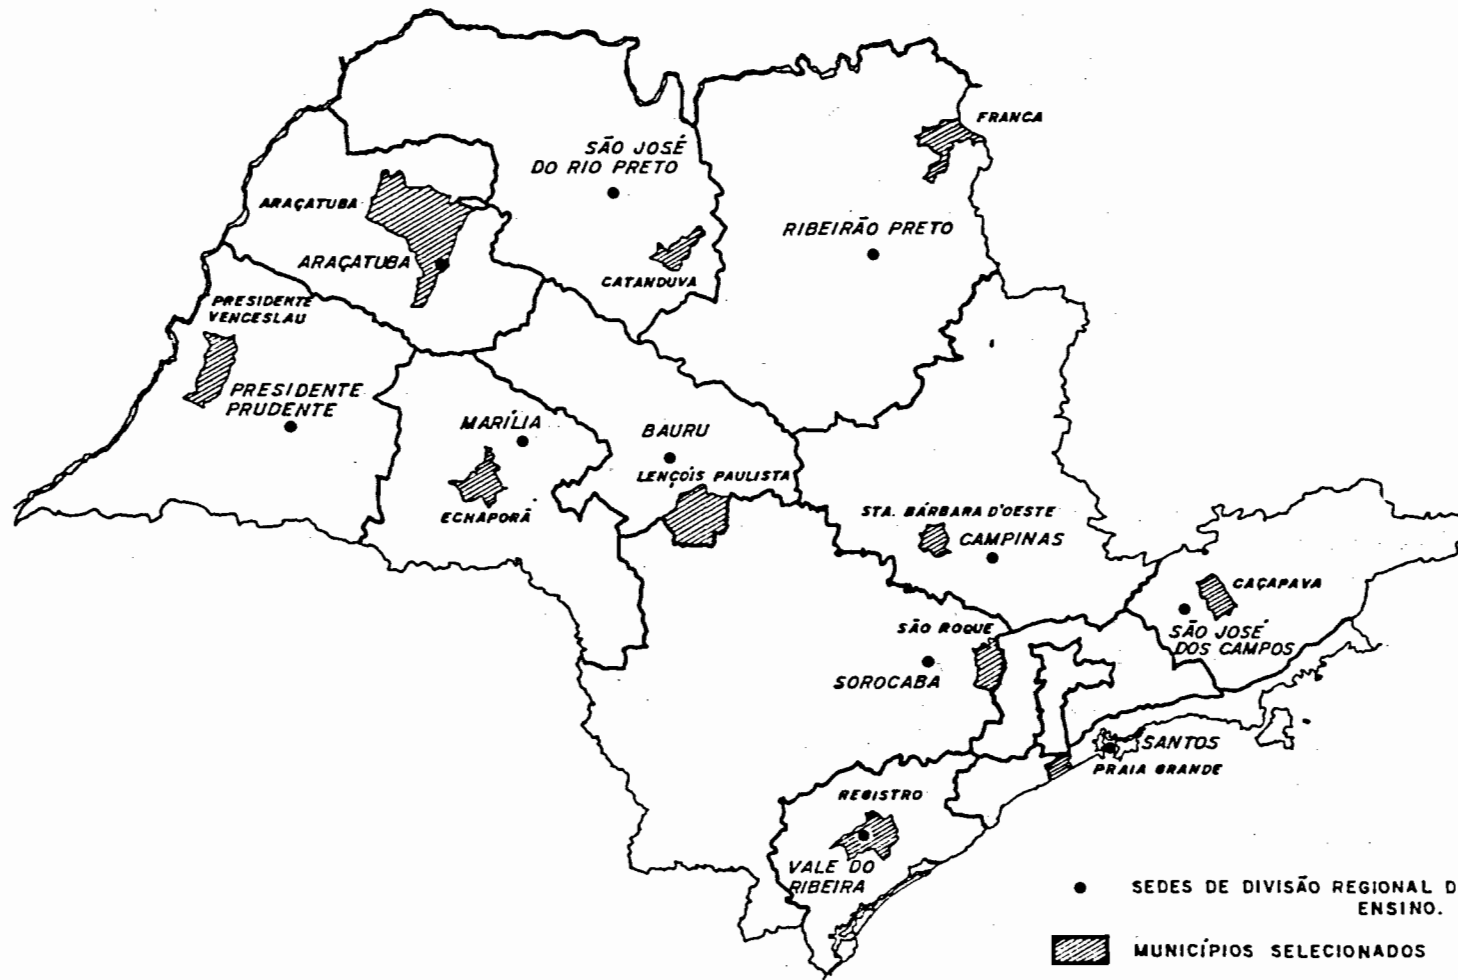 FRANCA
SÃO JOSÉ
DO RIO PRETO
ARAÇATUBA
RIBEIRÃO PRETO
ARAÇATUBA
CATANDUVA
PRESIDENTE
VENCESLAU
PRESIDENTE
PRUDENTE
MARÍLIA
BAURU
LENÇÓIS PAULISTA
ECHAPORÃ
STA. BÁRBARA D'OESTE
CAMPINAS
CAÇAPAVA
SÃO ROQUE
SÃO JOSÉ
DOS CAMPOS
SOROCABA
SANTOS
PRAIA GRANDE
REGISTRO
VALE DO
RIBEIRA
SEDES DE DIVISÃO REGIONAL D
ENSINO.
MUNICÍPIOS SELECIONADOS